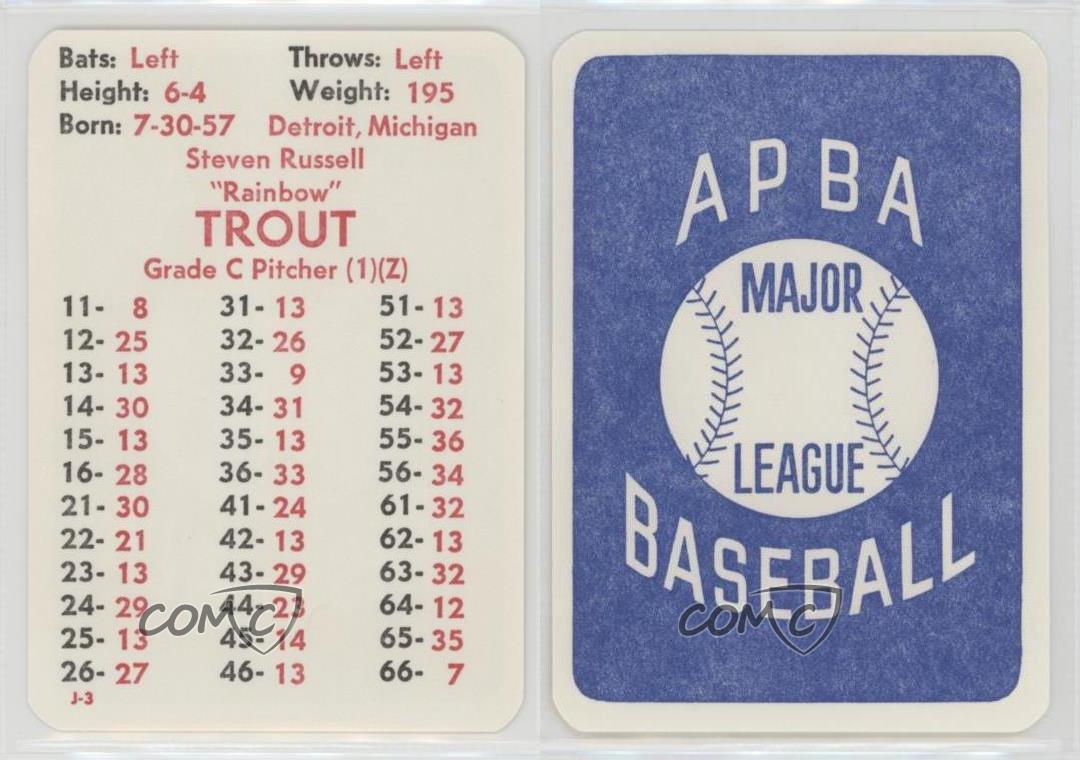 Bats: Left Throws: Left
Height: 6-4 Weight: 195
Born: 7-30-57 Detroit, Michigan
Steven Russell
"Rainbow"
TROUT
Grade C Pitcher (1)(Z)
11- 8 31- 13 51- 13
12- 25 32- 26 52- 27
13- 13 33- 9 53- 13
14- 30 34- 31 54- 32
15- 13 35- 13 55- 36
16- 28 36- 33 56- 34
21- 30 41- 24 61- 32
22- 21 42- 13 62- 13
23- 13 43- 29 63- 32
24- 29 44- 23 64- 12
25- 13 45- 14 65- 35
26- 27 46- 13 66- 7
J-3
COMC
APBA
MAJOR
LEAGUE
BASEBALL
COMC